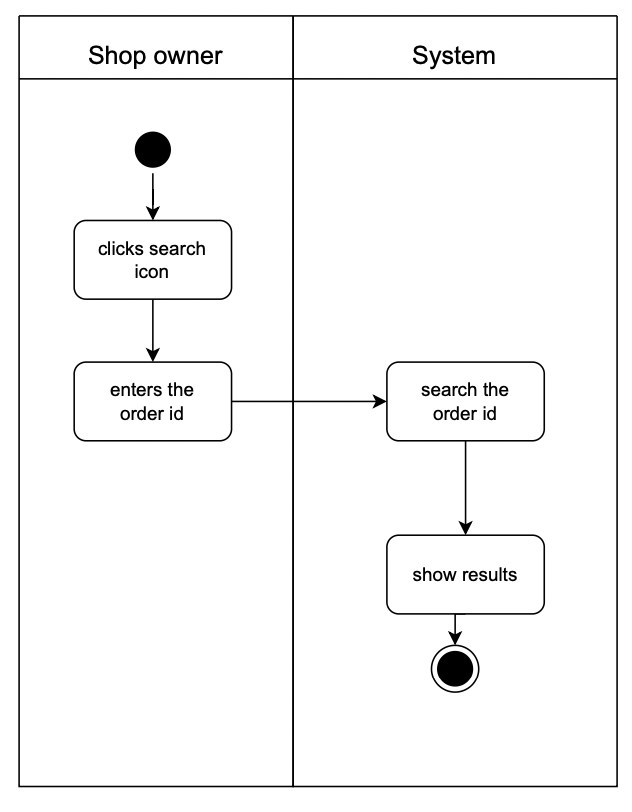 Shop owner
System
clicks search
icon
enters the
order id
search the
order id
show results